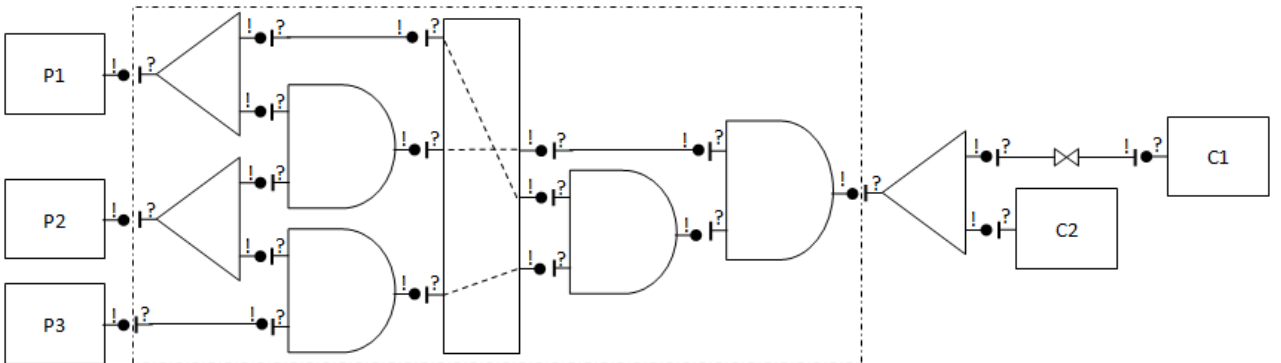 ! ? ! ?
P1 ! ?
! ?
! ? ! ? ! ? ! ? ! ? C1
! ? ! ? ! ?
P2 ! ? ! ? ! ? C2
! ? ! ?
! ?
P3 ! ? ! ?